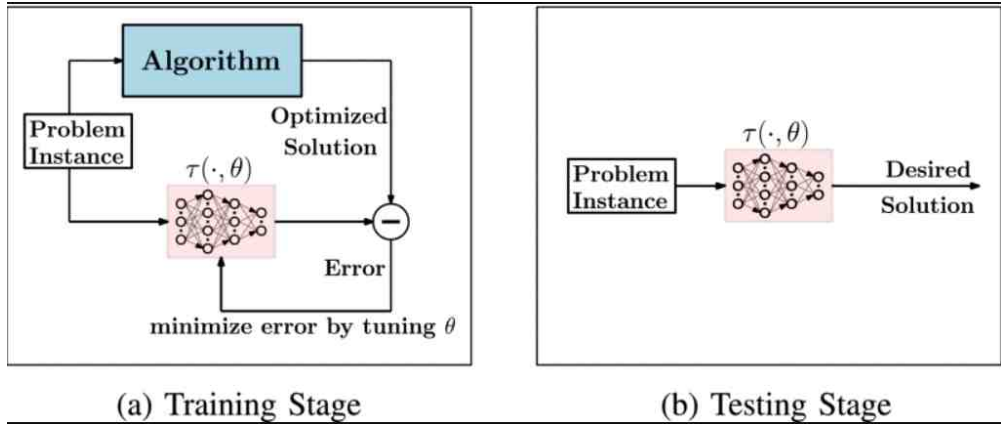 Algorithm
Problem
Instance
Optimized
Solution
τ(·, θ)
−
Error
minimize error by tuning θ
(a) Training Stage
τ(·, θ)
Problem
Instance
Desired
Solution
(b) Testing Stage